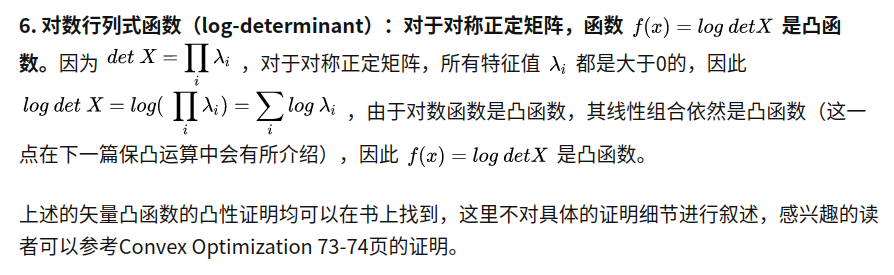 6. 对数行列式函数（log-determinant）：对于对称正定矩阵，函数 f(x) = log detX 是凸函
数。因为 det X = ∏_i λ_i ，对于对称正定矩阵，所有特征值 λ_i 都是大于0的，因此
log det X = log( ∏_i λ_i) = ∑_i log λ_i ，由于对数函数是凸函数，其线性组合依然是凸函数（这一
点在下一篇保凸运算中会有所介绍）, 因此 f(x) = log detX 是凸函数。
上述的矢量凸函数的凸性证明均可以在书上找到，这里不对具体的证明细节进行叙述，感兴趣的读
者可以参考Convex Optimization 73-74页的证明。